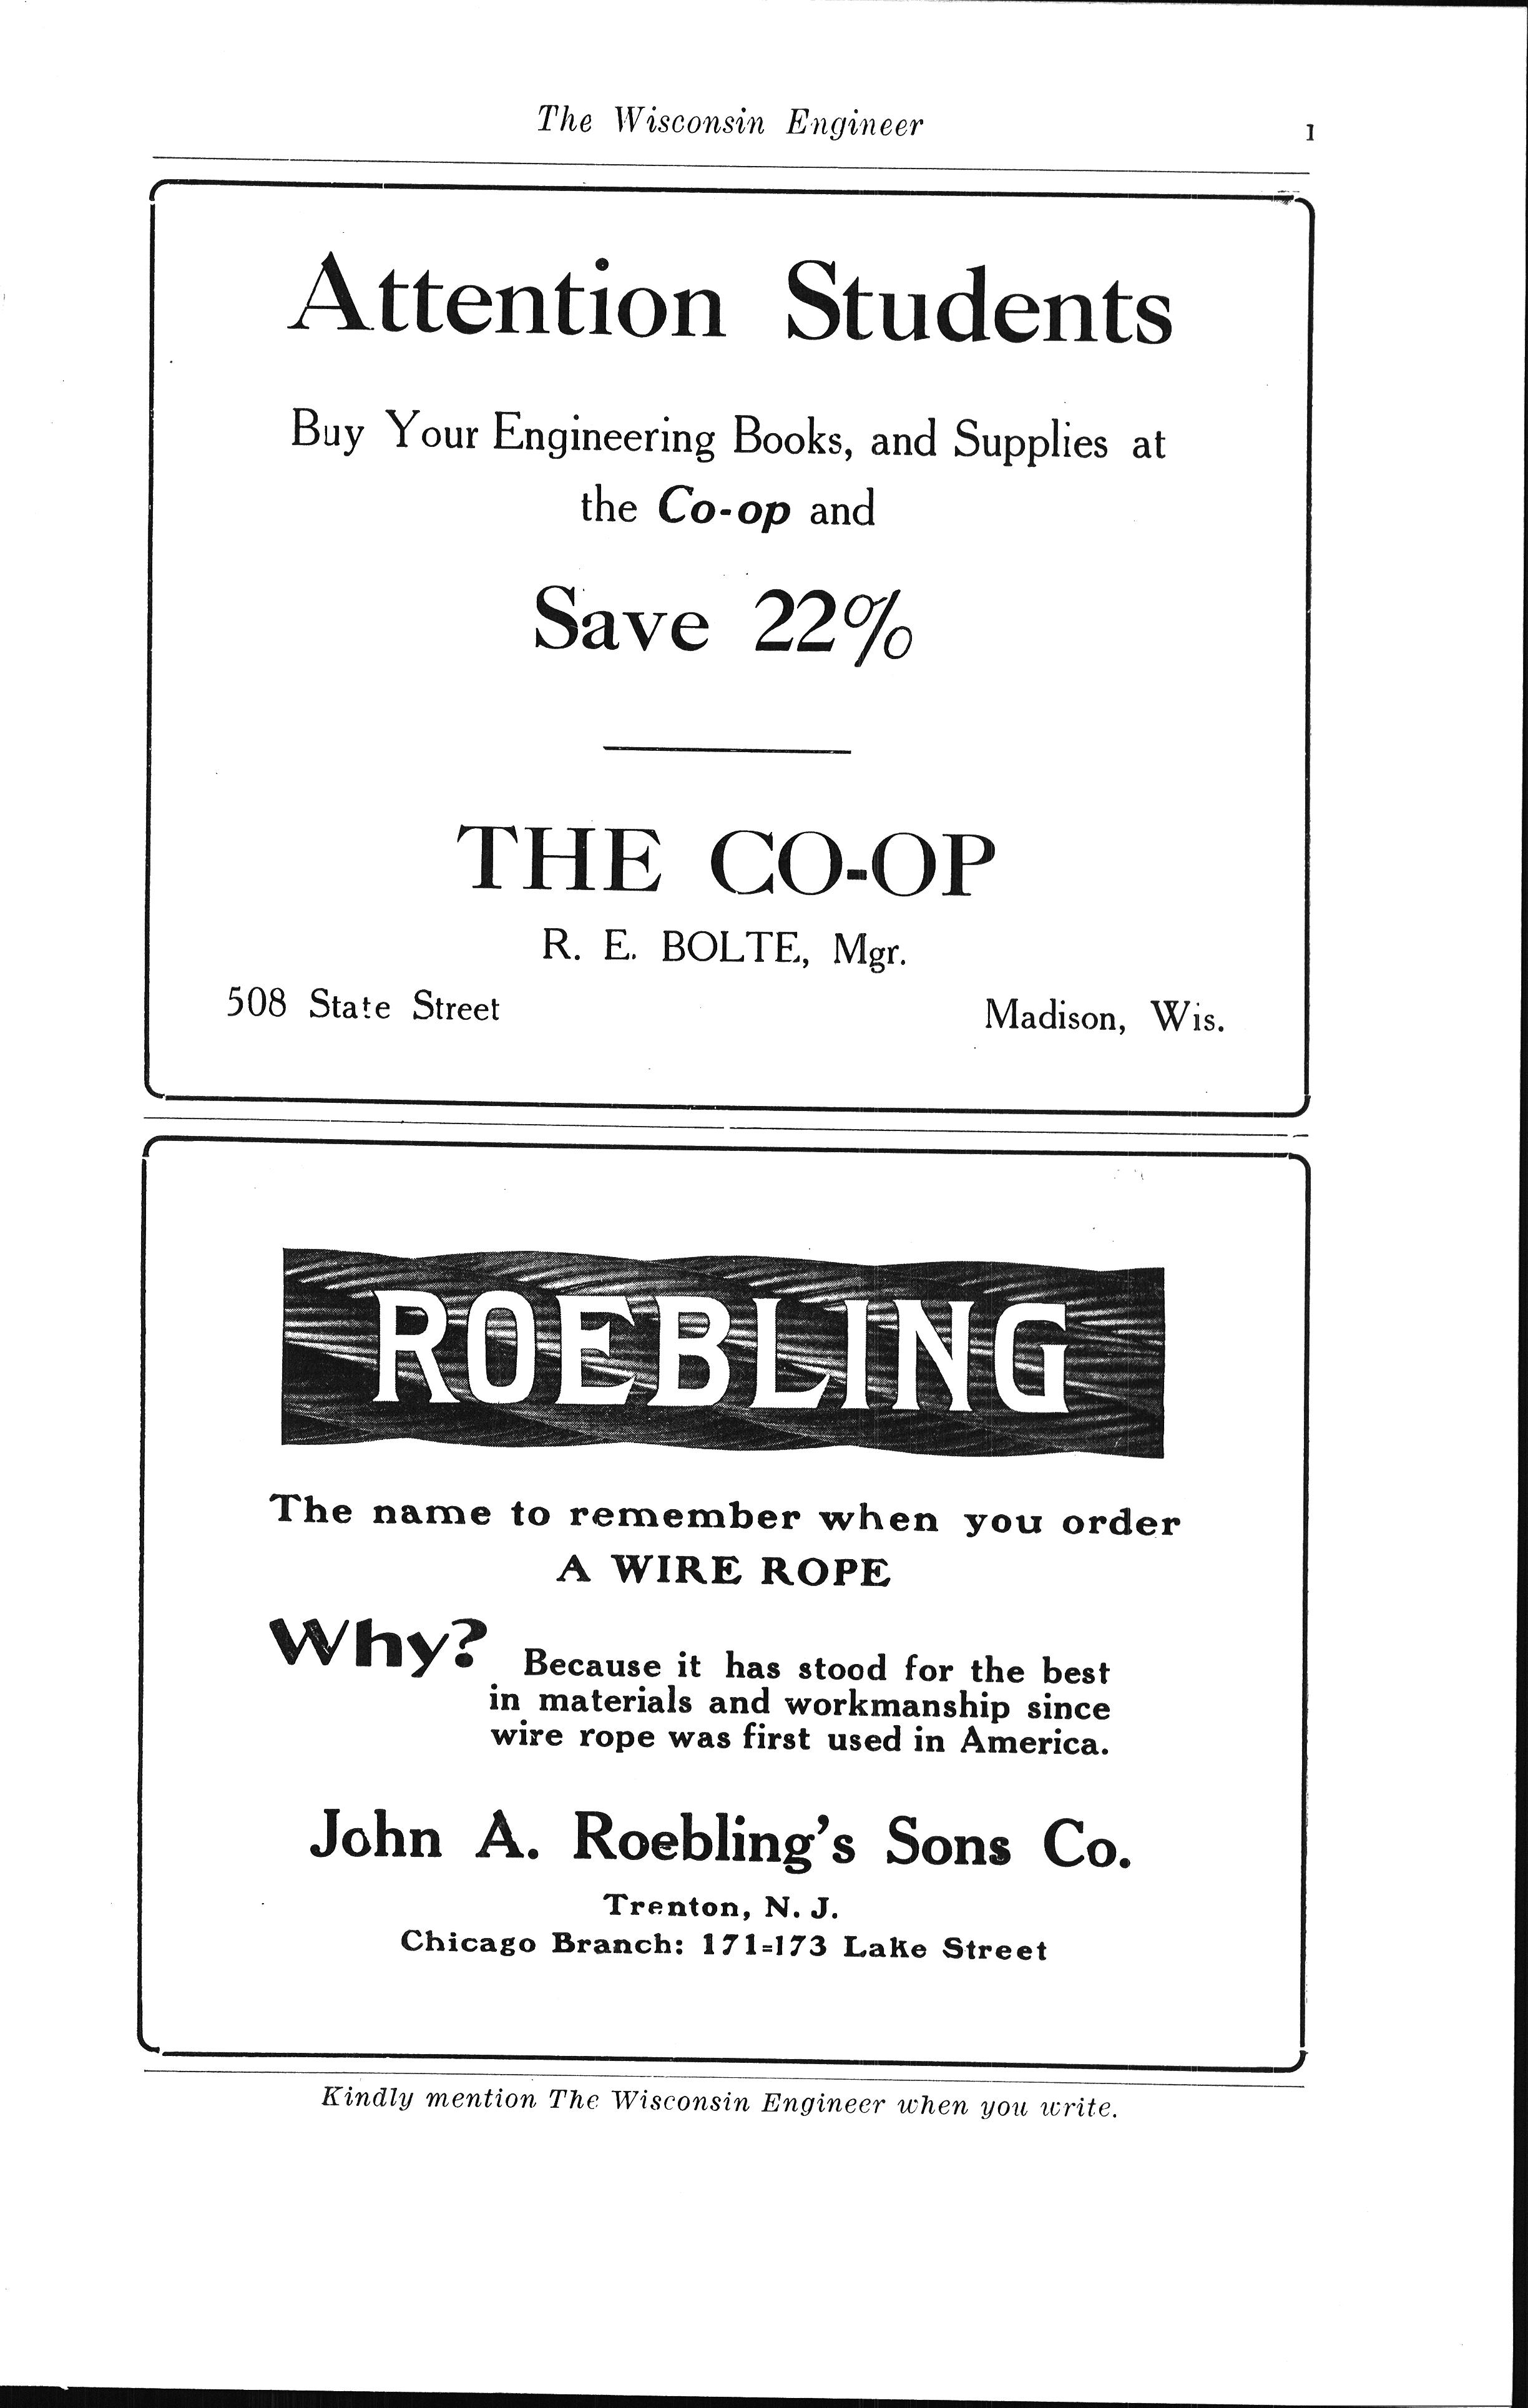 The Wisconsin Engineer 1
Attention Students
Buy Your Engineering Books, and Supplies at
the Co-op and
Save 22%
THE CO-OP
R. E. BOLTE, Mgr.
508 State Street Madison, Wis.
ROEBLING
The name to remember when you order
A WIRE ROPE
Why? Because it has stood for the best
in materials and workmanship since
wire rope was first used in America.
John A. Roebling's Sons Co.
Trenton, N. J.
Chicago Branch: 171=173 Lake Street
Kindly mention The Wisconsin Engineer when you write.